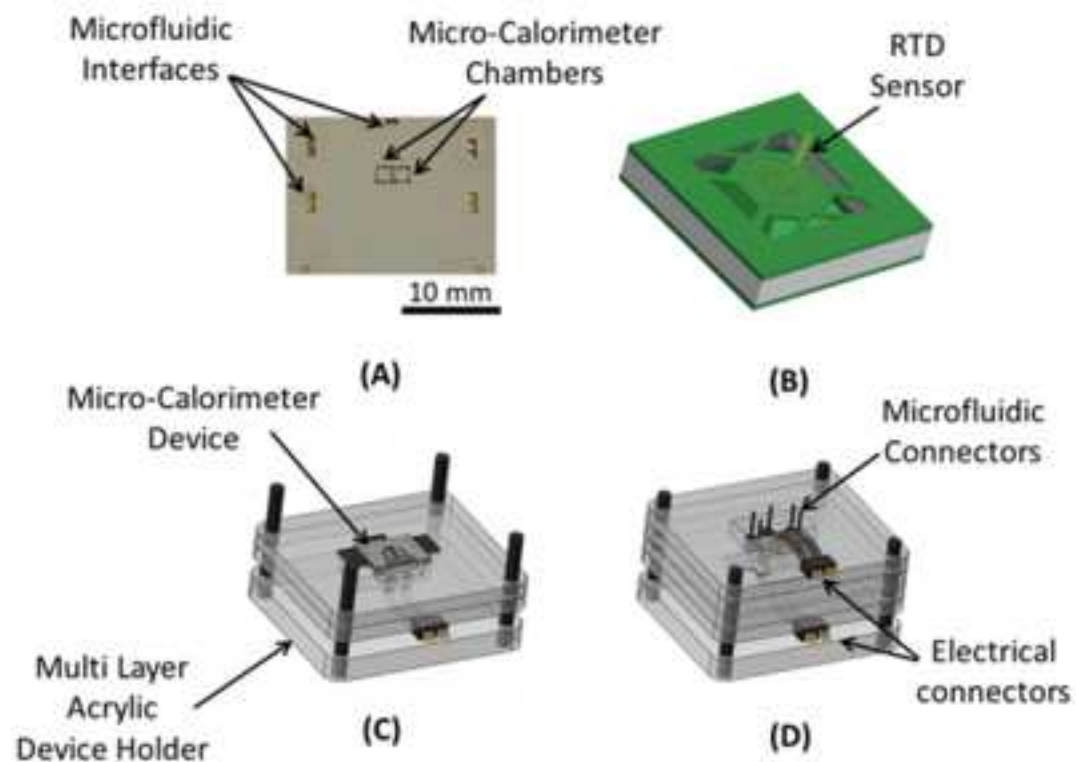 Microfluidic
Interfaces
Micro-Calorimeter
Chambers
RTD
Sensor
10 mm
(A)
(B)
Micro-Calorimeter
Device
Microfluidic
Connectors
Multi Layer
Acrylic
Device Holder
Electrical
connectors
(C)
(D)